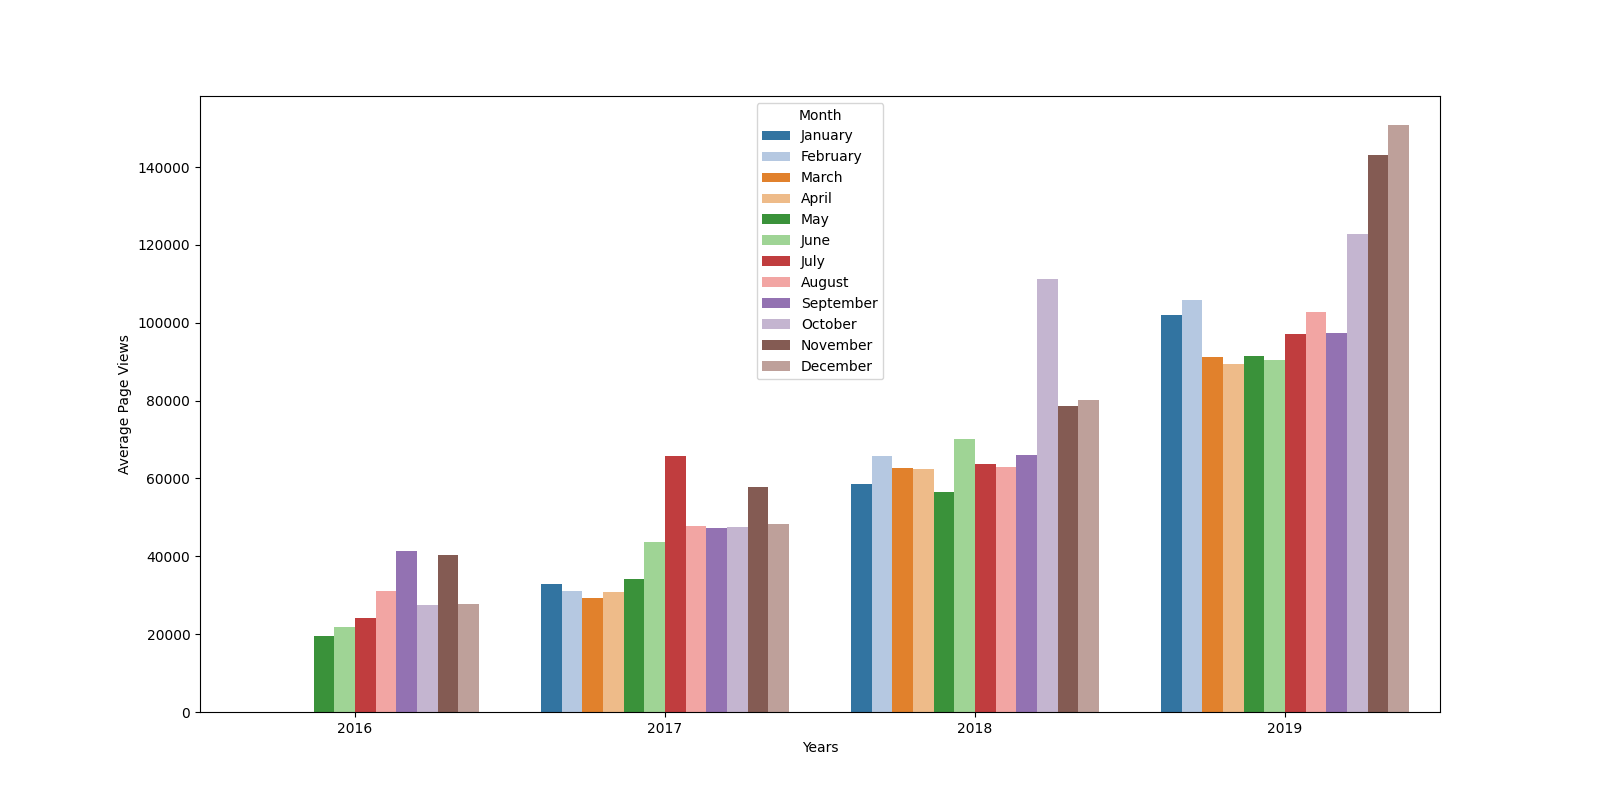 Month
January
February
March
April
May
June
July
August
September
October
November
December
140000
120000
100000
80000
60000
40000
20000
0
Average Page Views
2016 2017 2018 2019
Years